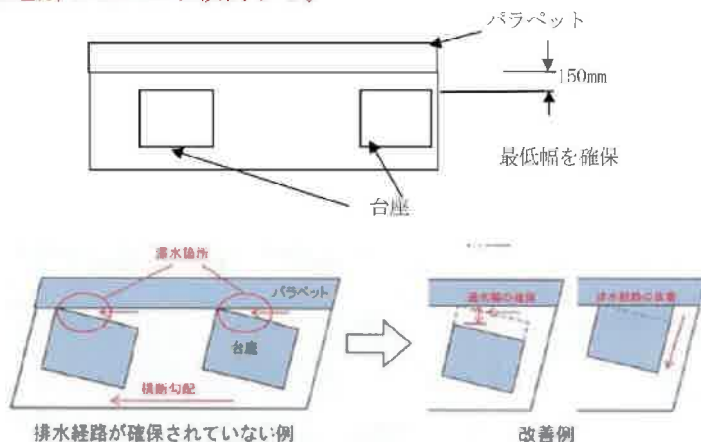 パラペット
150mm
最低幅を確保
台座
滞水箇所
パラペット
台座
横断勾配
排水経路が確保されていない例
通水幅の確保
排水経路の改善
改善例